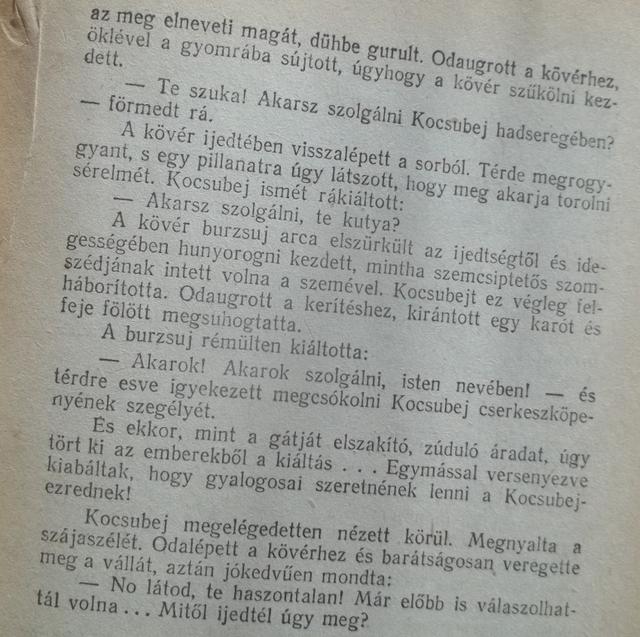 az meg elneveti magát, dühbe gurult. Odaugrott a kövérhez,
öklével a gyomrába sújtott, úgyhogy a kövér szűkölni kez-
dett.
— Te szuka! Akarsz szolgálni Kocsubej hadseregében?
— förmedt rá.
A kövér ijedtében visszalépett a sorból. Térde megrogy-
gyant, s egy pillanatra úgy látszott, hogy meg akarja torolni
sérelmét. Kocsubej ismét rákiáltott:
— Akarsz szolgálni, te kutya?
A kövér burzsuj arca elszürkült az ijedtségtől és ide-
gességében hunyorogni kezdett, mintha szemcsiptetős szom-
szédjának intett volna a szemével. Kocsubejt ez végleg fel-
háborította. Odaugrott a kerítéshez, kirántott egy karót és
feje fölött megsuhogtatta.
A burzsuj rémülten kiáltotta:
— Akarok! Akarok szolgálni, isten nevében! — és
térdre esve igyekezett megcsókolni Kocsubej cserkeszköpe-
nyének szegélyét.
És ekkor, mint a gátját elszakító, zúduló áradat, úgy
tört ki az emberekből a kiáltás . . . Egymással versenyezve
kiabáltak, hogy gyalogosai szeretnének lenni a Kocsubej-
ezrednek!
Kocsubej megelégedetten nézett körül. Megnyalta a
szájaszélét. Odalépett a kövérhez és barátságosan veregette
meg a vállát, aztán jókedvűen mondta:
— No látod, te haszontalan! Már előbb is válaszolhat-
tál volna . . . Mitől ijedtél úgy meg?